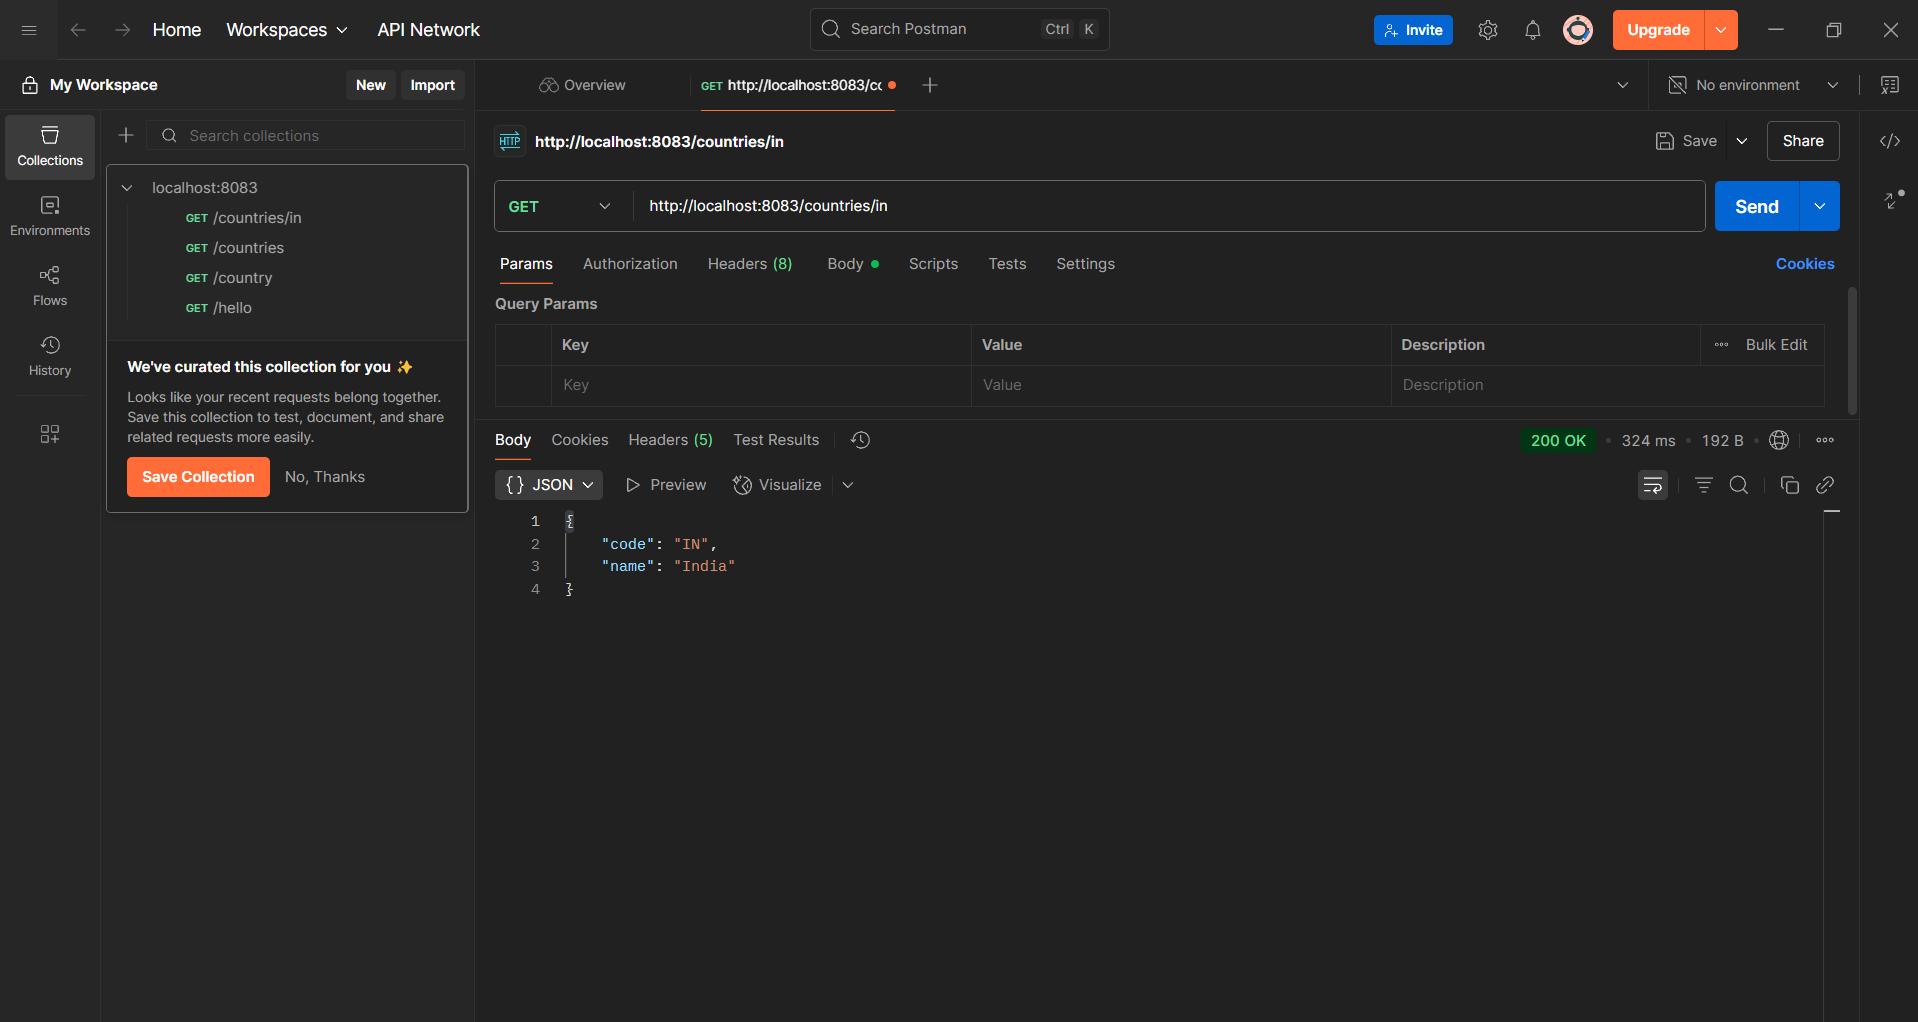 Home Workspaces API Network Search Postman Ctrl K Invite Upgrade
My Workspace New Import Overview GET http://localhost:8083/cc No environment
Search collections
Collections
Environments
Flows
History
localhost:8083
GET /countries/in
GET /countries
GET /country
GET /hello
We've curated this collection for you ✨
Looks like your recent requests belong together.
Save this collection to test, document, and share
related requests more easily.
Save Collection No, Thanks
HTTP http://localhost:8083/countries/in Save Share
GET http://localhost:8083/countries/in Send
Params Authorization Headers (8) Body Scripts Tests Settings Cookies
Query Params
Key Value Description Bulk Edit
Key Value Description
Body Cookies Headers (5) Test Results 200 OK • 324 ms • 192 B
{} JSON Preview Visualize
1 {
2 "code": "IN",
3 "name": "India"
4 }